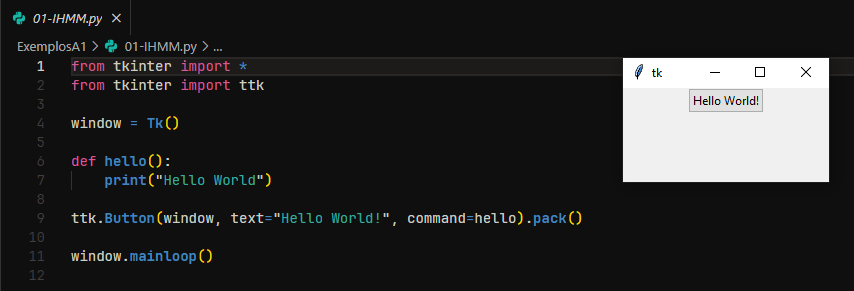 01-IHMM.py
ExemplosA1 > 01-IHMM.py > ...
1 from tkinter import *
2 from tkinter import ttk
3
4 window = Tk()
5
6 def hello():
7     print("Hello World")
8
9 ttk.Button(window, text="Hello World!", command=hello).pack()
10
11 window.mainloop()
12
tk
Hello World!